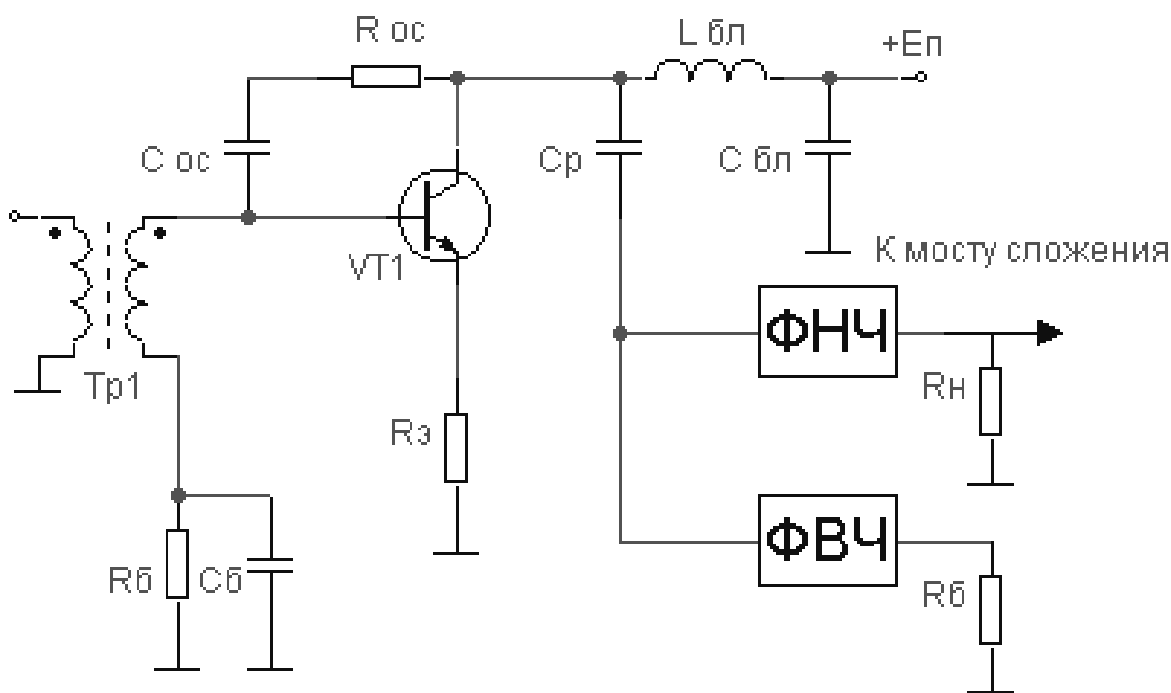 R ос
L бл
+Еп
С ос
Ср
С бл
К мосту сложения
VT1
ФНЧ
Тр1
Rн
Rэ
ФВЧ
Rб
Сб
Rб